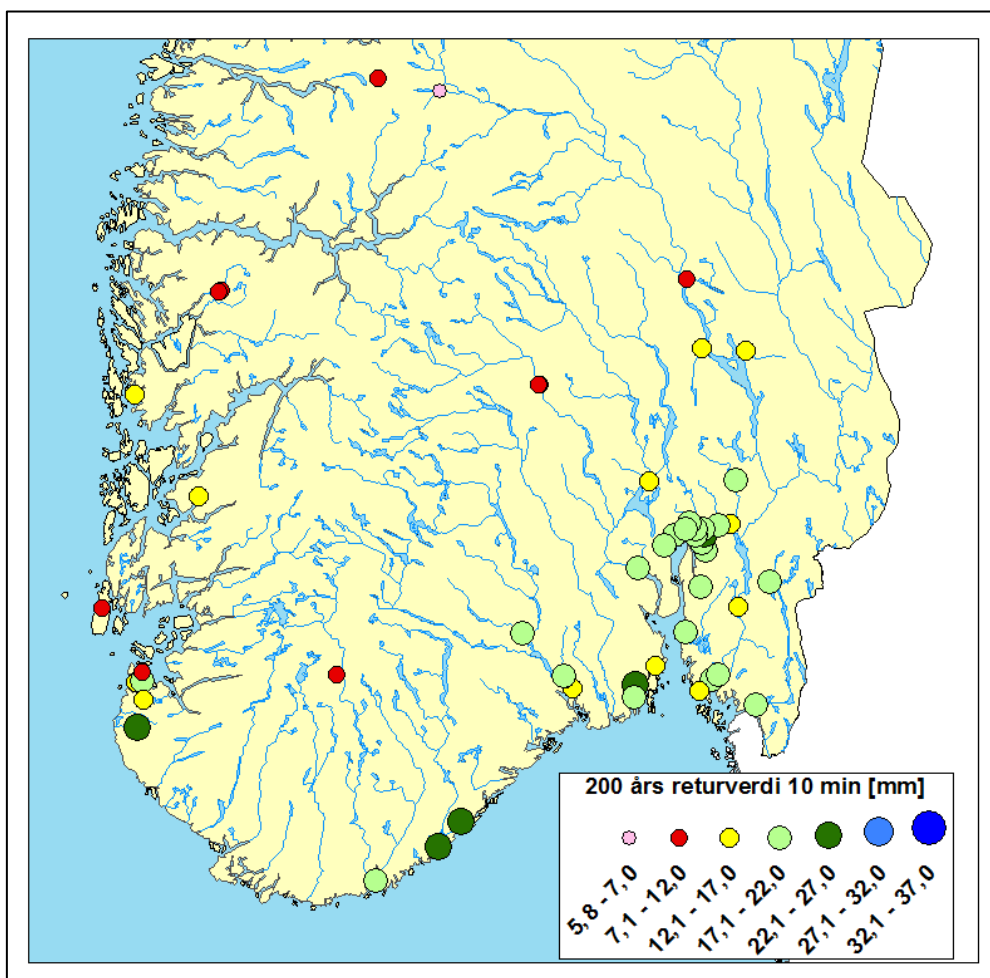 200 års returverdi 10 min [mm]
5,8 - 7,0
7,1 - 12,0
12,1 - 17,0
17,1 - 22,0
22,1 - 27,0
27,1 - 32,0
32,1 - 37,0